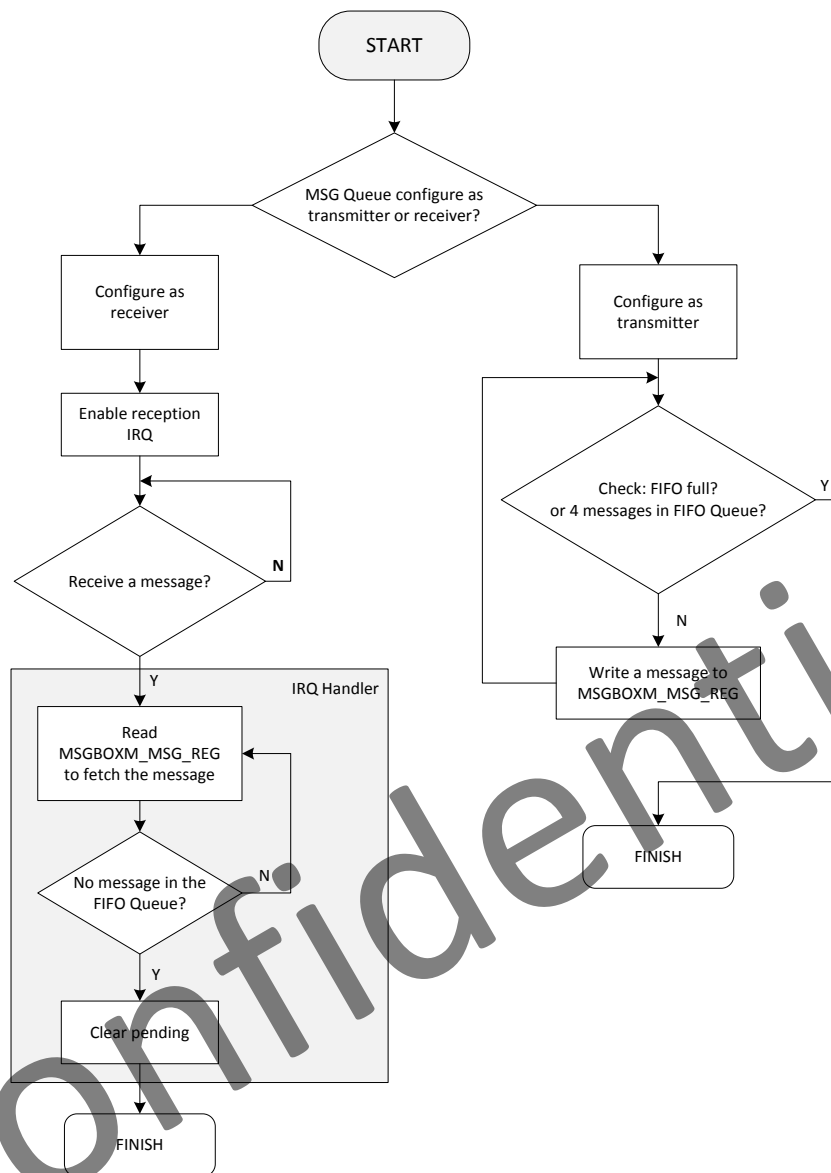 START
MSG Queue configure as
transmitter or receiver?
Configure as
receiver
Enable reception
IRQ
N
Receive a message?
Y
IRQ Handler
Read
MSGBOXM_MSG_REG
to fetch the message
N
No message in the
FIFO Queue?
Y
Clear pending
FINISH
Configure as
transmitter
Y
Check: FIFO full?
or 4 messages in FIFO Queue?
N
Write a message to
MSGBOXM_MSG_REG
FINISH
onfidenti